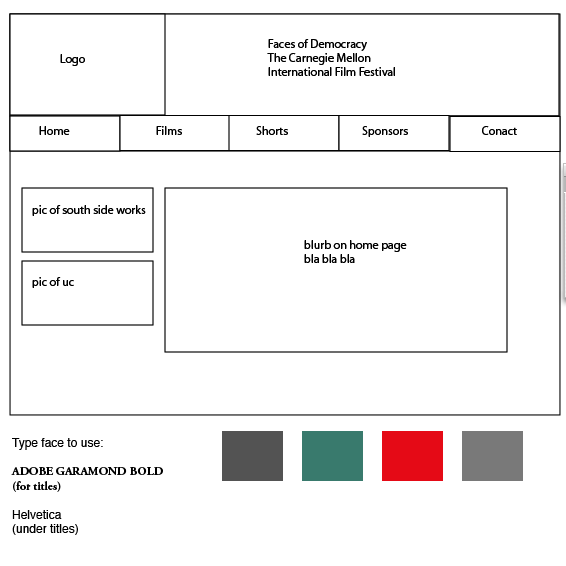 Logo
Faces of Democracy
The Carnegie Mellon
International Film Festival
Home
Films
Shorts
Sponsors
Conact
pic of south side works
blurb on home page
bla bla bla
pic of uc
Type face to use:
ADOBE GARAMOND BOLD
(for titles)
Helvetica
(under titles)